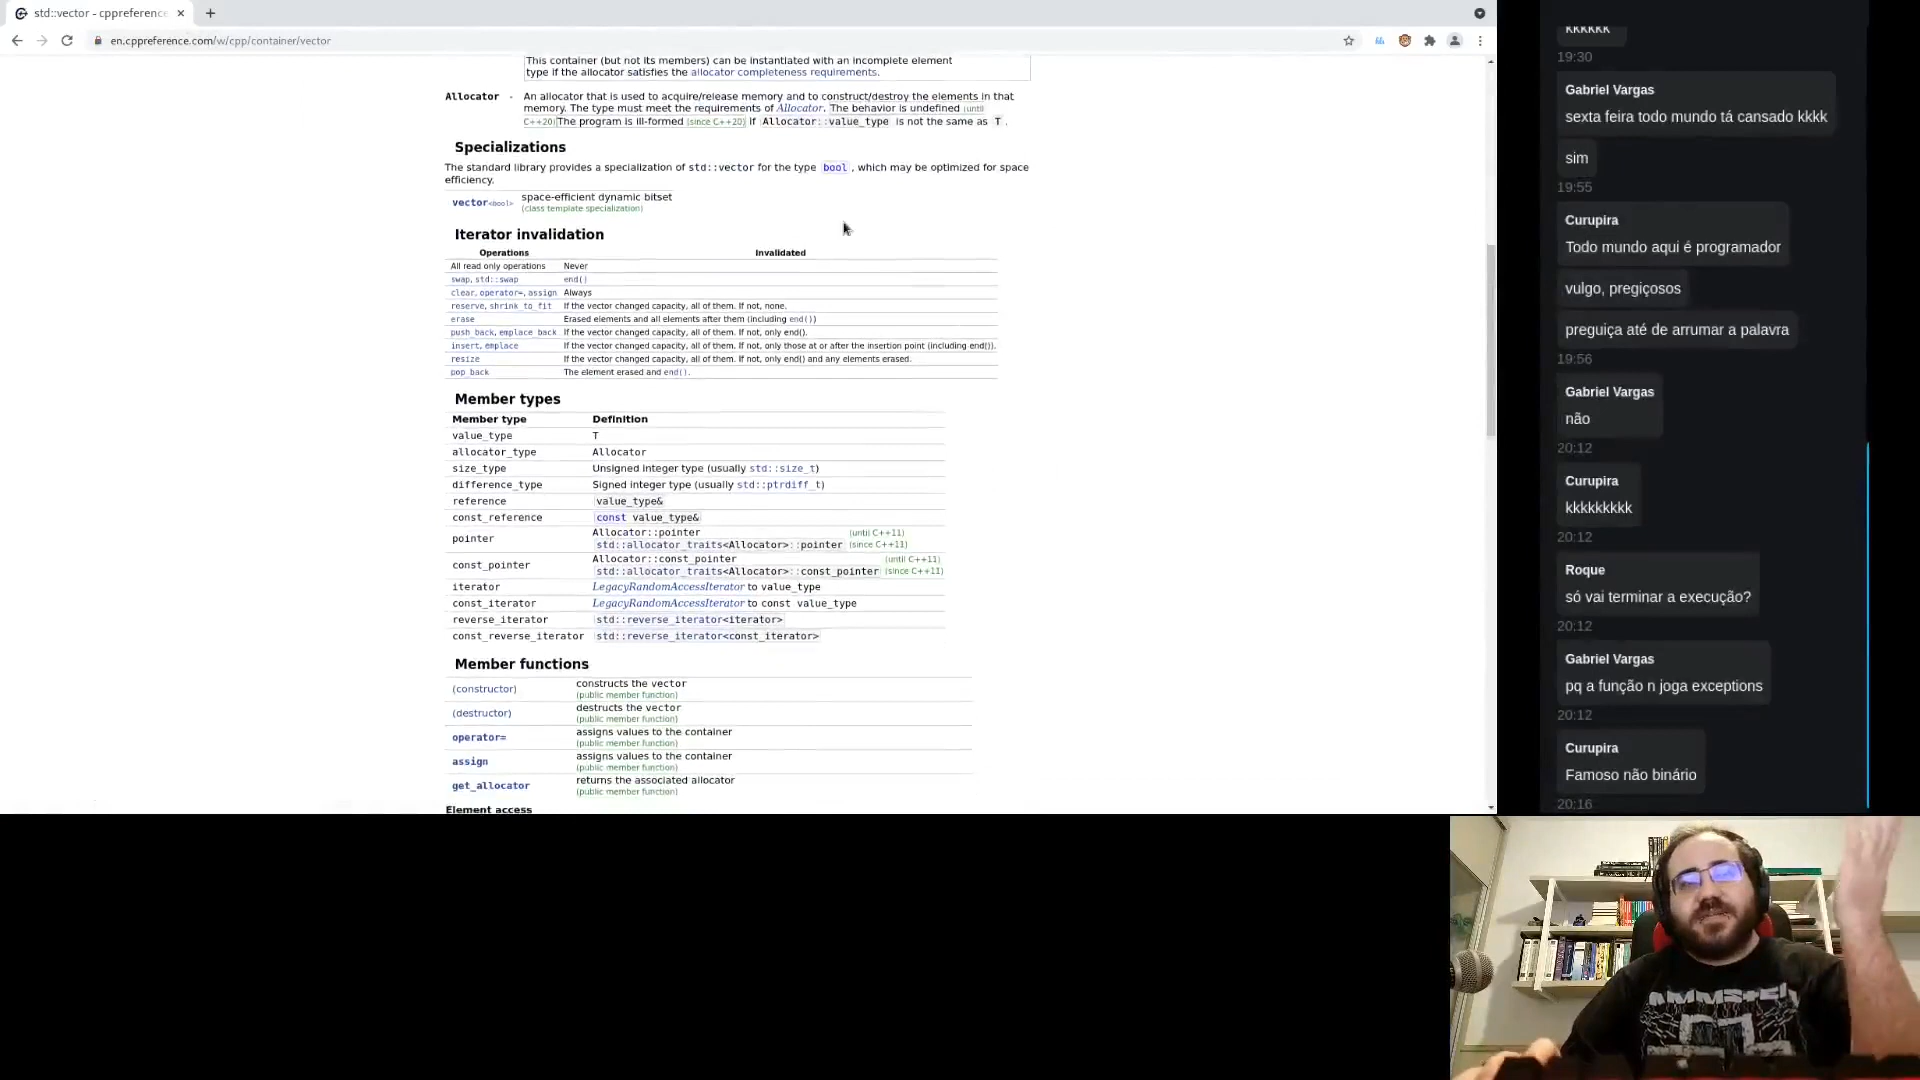 std::vector - cppreference
en.cppreference.com/w/cpp/container/vector
This container (but not its members) can be instantiated with an incomplete element
type if the allocator satisfies the allocator completeness requirements.
Allocator - An allocator that is used to acquire/release memory and to construct/destroy the elements in that
memory. The type must meet the requirements of Allocator. The behavior is undefined (until
C++20)The program is ill-formed (since C++20) if Allocator::value_type is not the same as T.
Specializations
The standard library provides a specialization of std::vector for the type bool, which may be optimized for space
efficiency.
vector<bool> space-efficient dynamic bitset
(class template specialization)
Iterator invalidation
Operations Invalidated
All read only operations Never
swap, std::swap end()
clear, operator=, assign Always
reserve, shrink_to_fit If the vector changed capacity, all of them. If not, none.
erase Erased elements and all elements after them (including end())
push_back, emplace_back If the vector changed capacity, all of them. If not, only end().
insert, emplace If the vector changed capacity, all of them. If not, only those at or after the insertion point (including end()).
resize If the vector changed capacity, all of them. If not, only end() and any elements erased.
pop_back The element erased and end().
Member types
Member type Definition
value_type T
allocator_type Allocator
size_type Unsigned integer type (usually std::size_t)
difference_type Signed integer type (usually std::ptrdiff_t)
reference value_type&
const_reference const value_type&
pointer Allocator::pointer (until C++11)
std::allocator_traits<Allocator>::pointer (since C++11)
const_pointer Allocator::const_pointer (until C++11)
std::allocator_traits<Allocator>::const_pointer (since C++11)
iterator LegacyRandomAccessIterator to value_type
const_iterator LegacyRandomAccessIterator to const value_type
reverse_iterator std::reverse_iterator<iterator>
const_reverse_iterator std::reverse_iterator<const_iterator>
Member functions
(constructor) constructs the vector
(public member function)
(destructor) destructs the vector
(public member function)
operator= assigns values to the container
(public member function)
assign assigns values to the container
(public member function)
get_allocator returns the associated allocator
(public member function)
Element access
kkkkkk
19:30
Gabriel Vargas
sexta feira todo mundo tá cansado kkkk
sim
19:55
Curupira
Todo mundo aqui é programador
vulgo, pregiçosos
preguiça até de arrumar a palavra
19:56
Gabriel Vargas
não
20:12
Curupira
kkkkkkkkk
20:12
Roque
só vai terminar a execução?
20:12
Gabriel Vargas
pq a função n joga exceptions
20:12
Curupira
Famoso não binário
20:16